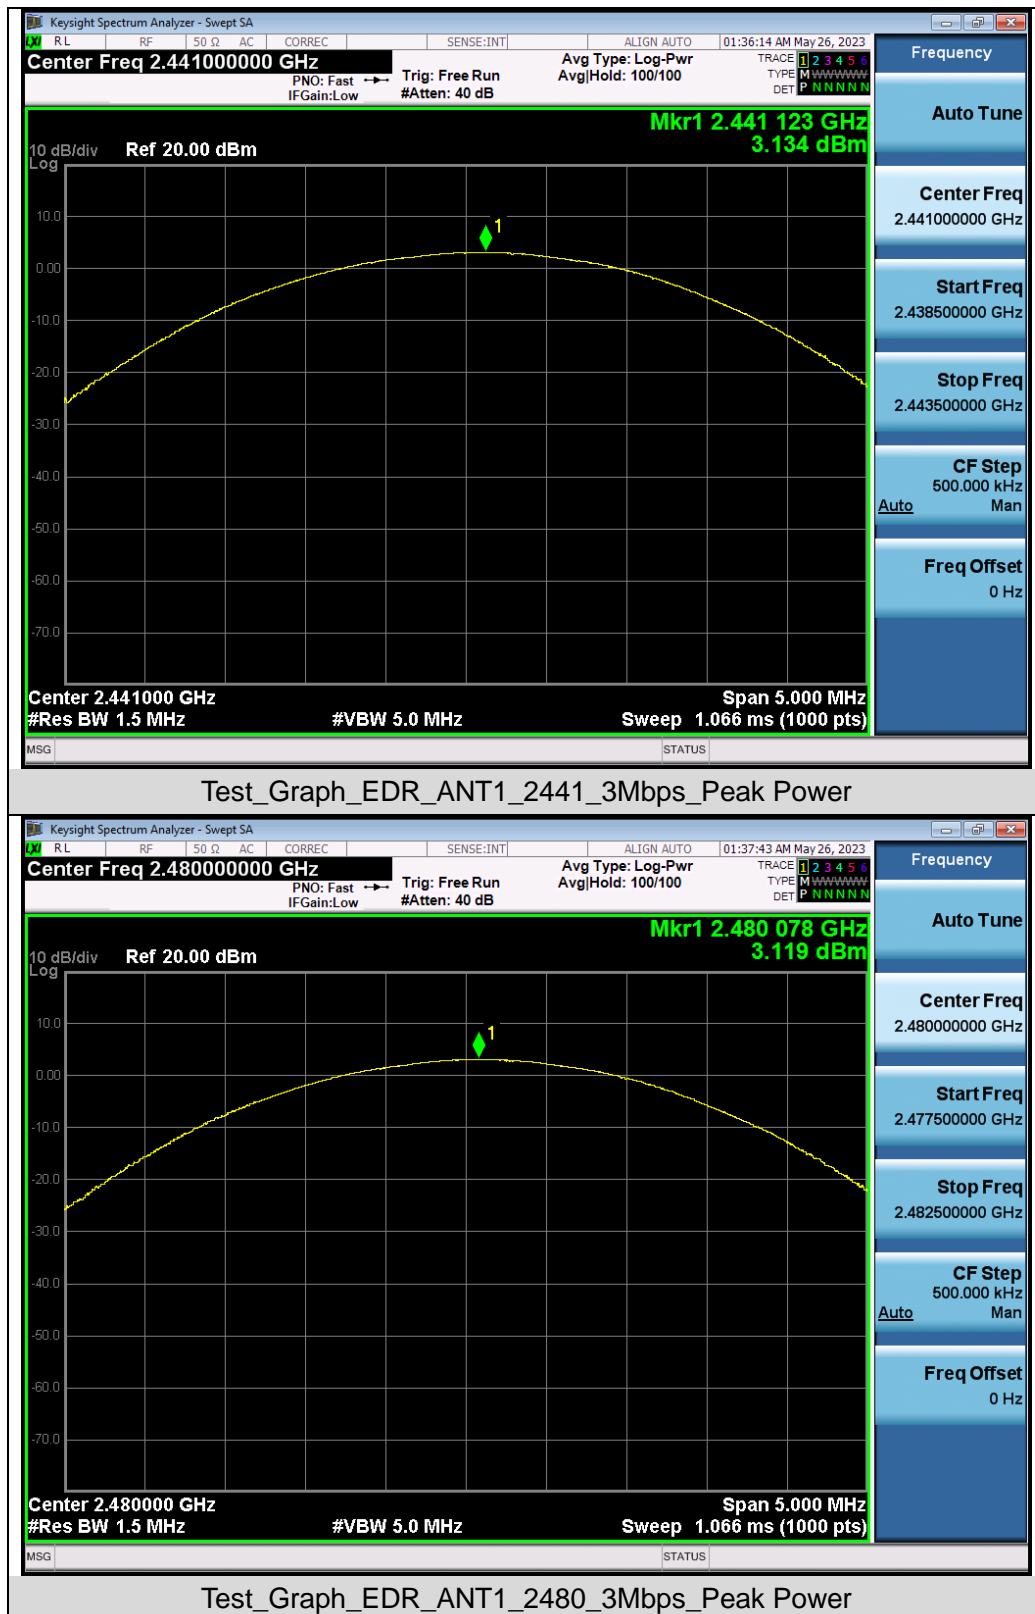 Keysight Spectrum Analyzer - Swept SA
LXI RL RF 50 Ω AC CORREC SENSE:INT ALIGN AUTO 01:36:14 AM May 26, 2023
Center Freq 2.441000000 GHz
PNO: Fast
IFGain:Low
Trig: Free Run
#Atten: 40 dB
Avg Type: Log-Pwr
Avg|Hold: 100/100
TRACE 1 2 3 4 5 6
TYPE M WWWWW
DET P N N N N N
Mkr1 2.441 123 GHz
3.134 dBm
10 dB/div Ref 20.00 dBm
Log
10.0
1
0.00
-10.0
-20.0
-30.0
-40.0
-50.0
-60.0
-70.0
Center 2.441000 GHz Span 5.000 MHz
#Res BW 1.5 MHz #VBW 5.0 MHz Sweep 1.066 ms (1000 pts)
MSG STATUS
Frequency
Auto Tune
Center Freq
2.441000000 GHz
Start Freq
2.438500000 GHz
Stop Freq
2.443500000 GHz
CF Step
500.000 kHz
Auto Man
Freq Offset
0 Hz
Test_Graph_EDR_ANT1_2441_3Mbps_Peak Power
Keysight Spectrum Analyzer - Swept SA
LXI RL RF 50 Ω AC CORREC SENSE:INT ALIGN AUTO 01:37:43 AM May 26, 2023
Center Freq 2.480000000 GHz
PNO: Fast
IFGain:Low
Trig: Free Run
#Atten: 40 dB
Avg Type: Log-Pwr
Avg|Hold: 100/100
TRACE 1 2 3 4 5 6
TYPE M WWWWW
DET P N N N N N
Mkr1 2.480 078 GHz
3.119 dBm
10 dB/div Ref 20.00 dBm
Log
10.0
1
0.00
-10.0
-20.0
-30.0
-40.0
-50.0
-60.0
-70.0
Center 2.480000 GHz Span 5.000 MHz
#Res BW 1.5 MHz #VBW 5.0 MHz Sweep 1.066 ms (1000 pts)
MSG STATUS
Frequency
Auto Tune
Center Freq
2.480000000 GHz
Start Freq
2.477500000 GHz
Stop Freq
2.482500000 GHz
CF Step
500.000 kHz
Auto Man
Freq Offset
0 Hz
Test_Graph_EDR_ANT1_2480_3Mbps_Peak Power